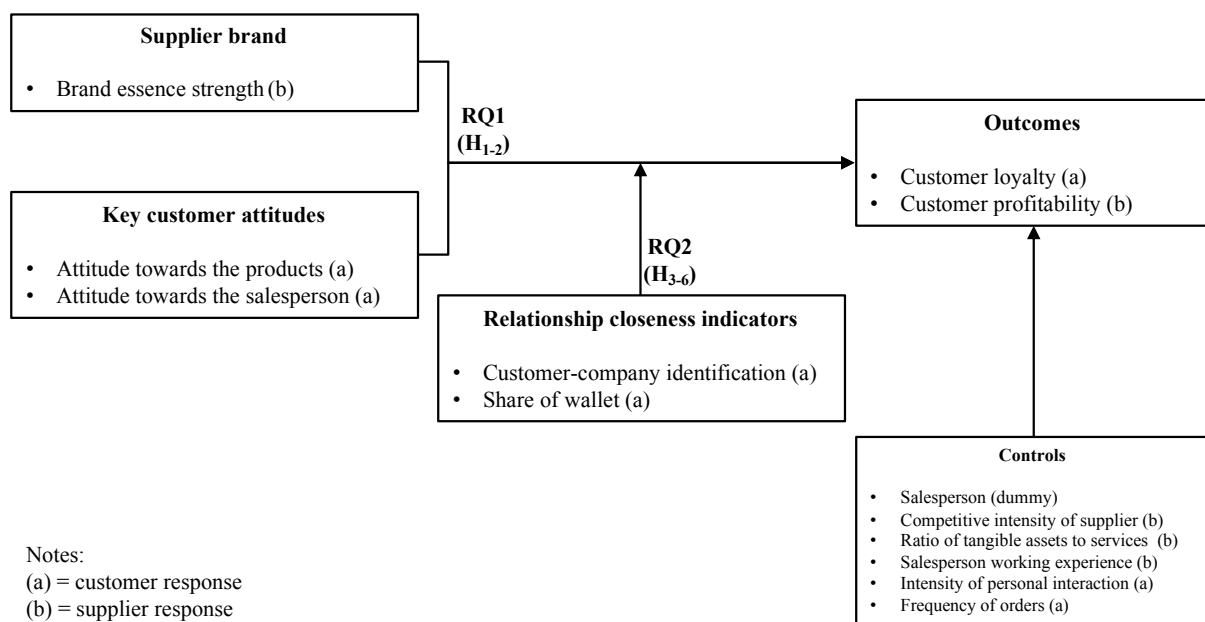 Supplier brand
• Brand essence strength (b)
Key customer attitudes
• Attitude towards the products (a)
• Attitude towards the salesperson (a)
RQ1
(H1-2)
RQ2
(H3-6)
Relationship closeness indicators
• Customer-company identification (a)
• Share of wallet (a)
Outcomes
• Customer loyalty (a)
• Customer profitability (b)
Controls
• Salesperson (dummy)
• Competitive intensity of supplier (b)
• Ratio of tangible assets to services (b)
• Salesperson working experience (b)
• Intensity of personal interaction (a)
• Frequency of orders (a)
Notes:
(a) = customer response
(b) = supplier response